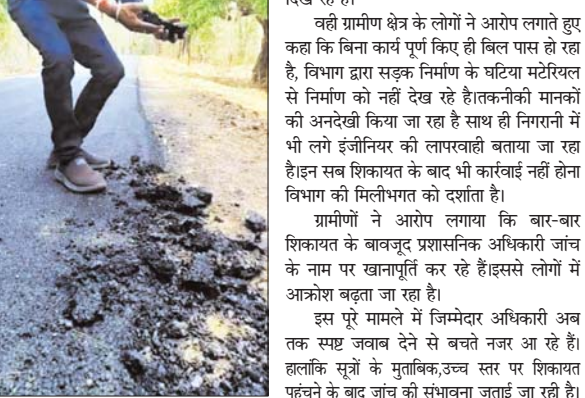 दिख रहे हैं।
वही ग्रामीण क्षेत्र के लोगों ने आरोप लगाते हुए
कहा कि बिना कार्य पूर्ण किए ही बिल पास हो रहा
है, विभाग द्वारा सड़क निर्माण के घटिया मटेरियल
से निर्माण को नहीं देख रहे है।तकनीकी मानकों
की अनदेखी किया जा रहा है साथ ही निगरानी में
भी लगे इंजीनियर की लापरवाही बताया जा रहा
है।इन सब शिकायत के बाद भी कार्रवाई नहीं होना
विभाग की मिलीभगत को दर्शाता है।
ग्रामीणों ने आरोप लगाया कि बार-बार
शिकायत के बावजूद प्रशासनिक अधिकारी जांच
के नाम पर खानापूर्ति कर रहे हैं।इससे लोगों में
आक्रोश बढ़ता जा रहा है।
इस पूरे मामले में जिम्मेदार अधिकारी अब
तक स्पष्ट जवाब देने से बचते नजर आ रहे हैं।
हालांकि सूत्रों के मुताबिक,उच्च स्तर पर शिकायत
पहुंचने के बाद जांच की संभावना जताई जा रही है।